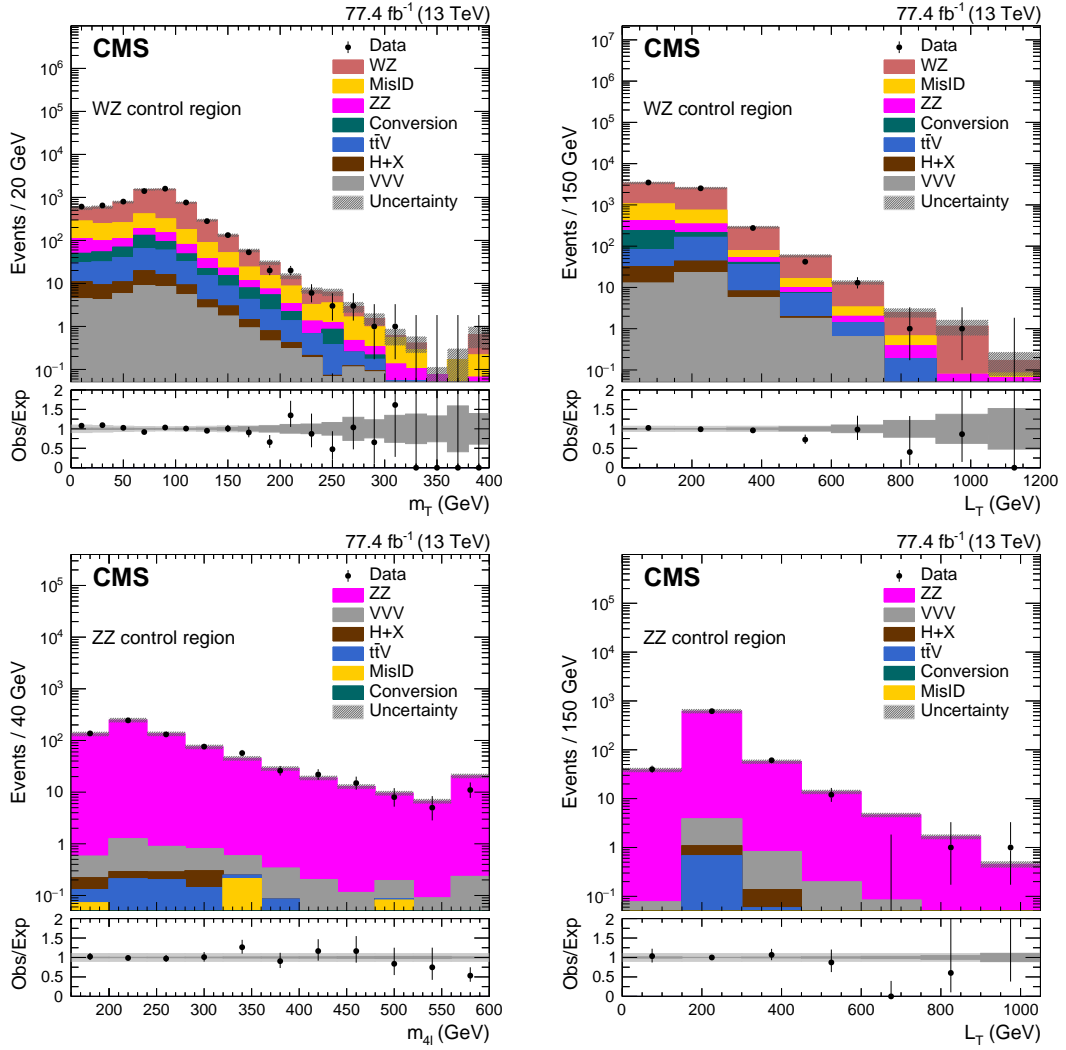 77.4 fb⁻¹ (13 TeV)
CMS
WZ control region
Data
WZ
MisID
ZZ
Conversion
tt̄V
H+X
VVV
Uncertainty
Events / 20 GeV
10⁶
10⁵
10⁴
10³
10²
10
1
10⁻¹
Obs/Exp
2
1.5
1
0.5
0
0 50 100 150 200 250 300 350 400
m_T (GeV)
77.4 fb⁻¹ (13 TeV)
CMS
WZ control region
Data
WZ
MisID
ZZ
Conversion
tt̄V
H+X
VVV
Uncertainty
Events / 150 GeV
10⁷
10⁶
10⁵
10⁴
10³
10²
10
1
10⁻¹
Obs/Exp
2
1.5
1
0.5
0
0 200 400 600 800 1000 1200
L_T (GeV)
77.4 fb⁻¹ (13 TeV)
CMS
ZZ control region
Data
ZZ
VVV
H+X
tt̄V
MisID
Conversion
Uncertainty
Events / 40 GeV
10⁵
10⁴
10³
10²
10
1
10⁻¹
Obs/Exp
2
1.5
1
0.5
0
200 250 300 350 400 450 500 550 600
m_4l (GeV)
77.4 fb⁻¹ (13 TeV)
CMS
ZZ control region
Data
ZZ
VVV
H+X
tt̄V
Conversion
MisID
Uncertainty
Events / 150 GeV
10⁵
10⁴
10³
10²
10
1
10⁻¹
Obs/Exp
2
1.5
1
0.5
0
0 200 400 600 800 1000
L_T (GeV)